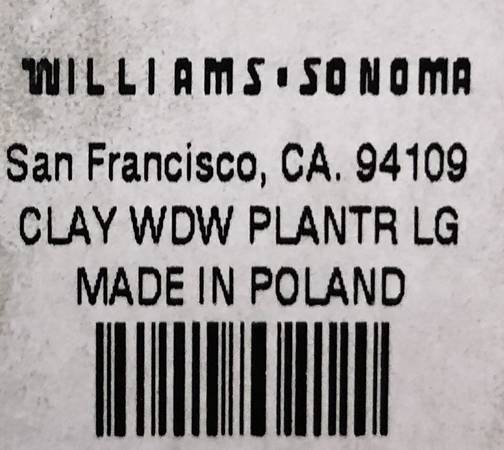 WILLIAMS·SONOMA
San Francisco, CA. 94109
CLAY WDW PLANTR LG
MADE IN POLAND